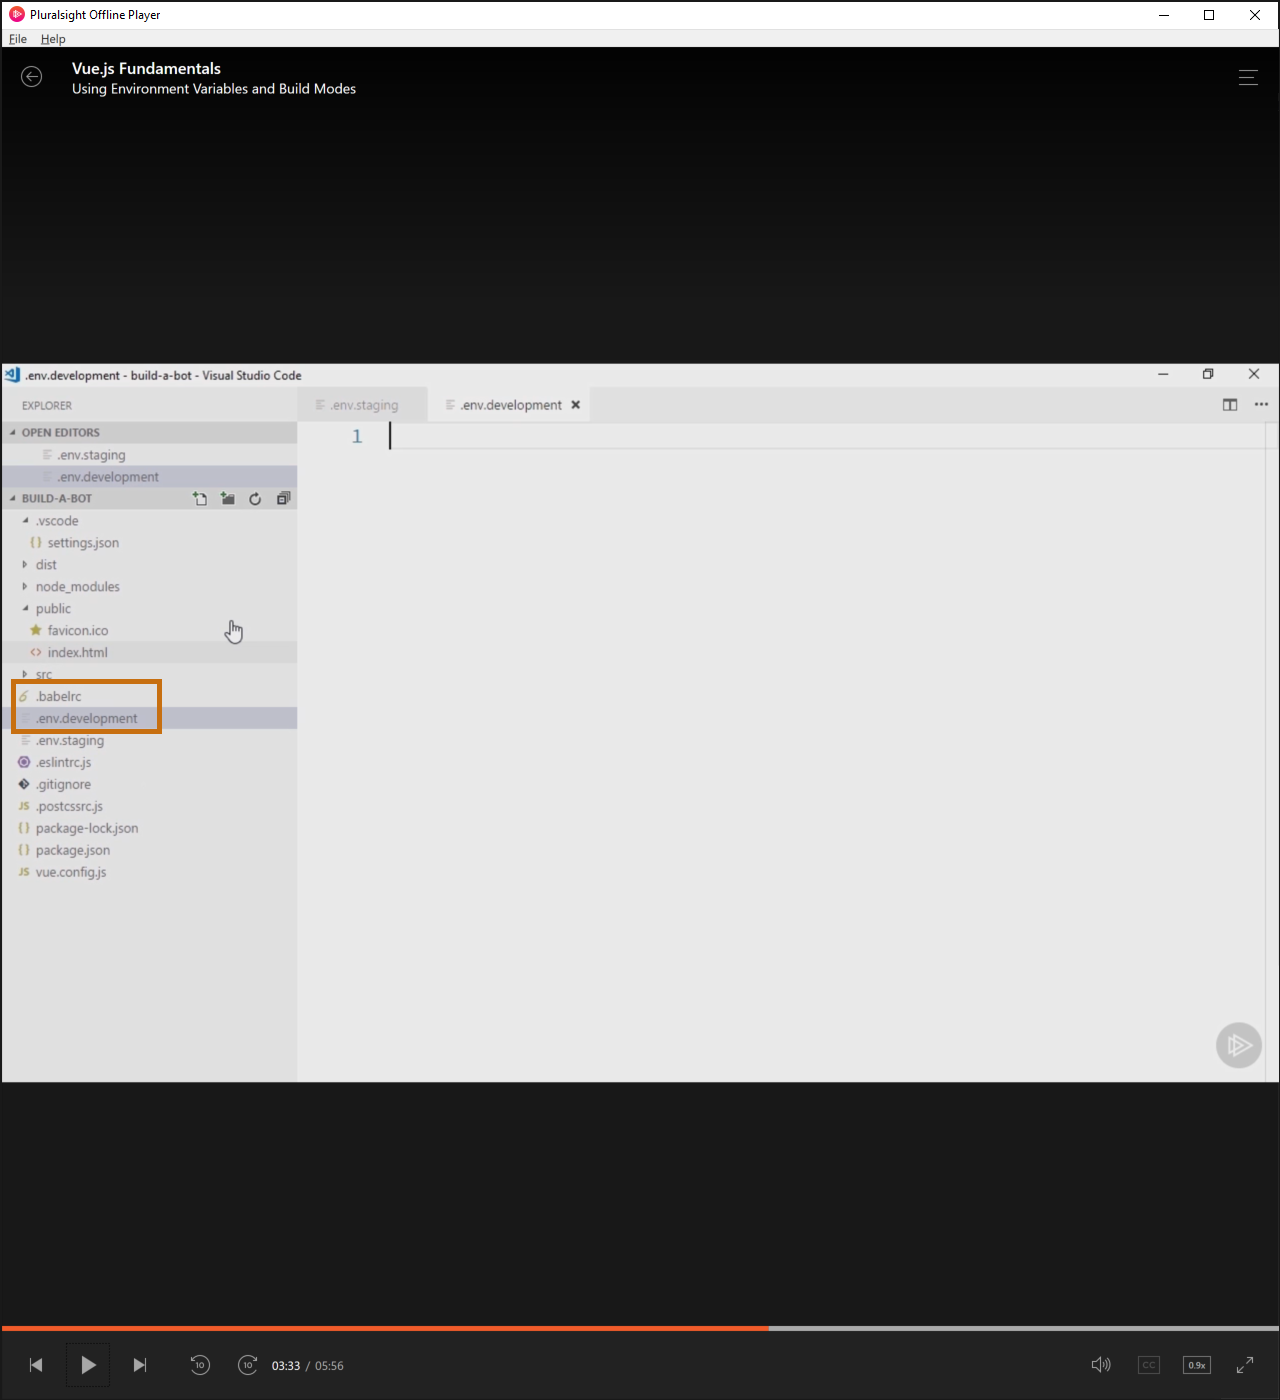 Pluralsight Offline Player
File Help
Vue.js Fundamentals
Using Environment Variables and Build Modes
.env.development - build-a-bot - Visual Studio Code
EXPLORER
.env.staging
.env.development
OPEN EDITORS
.env.staging
.env.development
BUILD-A-BOT
.vscode
{ } settings.json
dist
node_modules
public
favicon.ico
<> index.html
src
.babelrc
.env.development
.env.staging
.eslintrc.js
.gitignore
JS .postcssrc.js
{ } package-lock.json
{ } package.json
JS vue.config.js
1
10
10
03:33 / 05:56
CC
0.9x